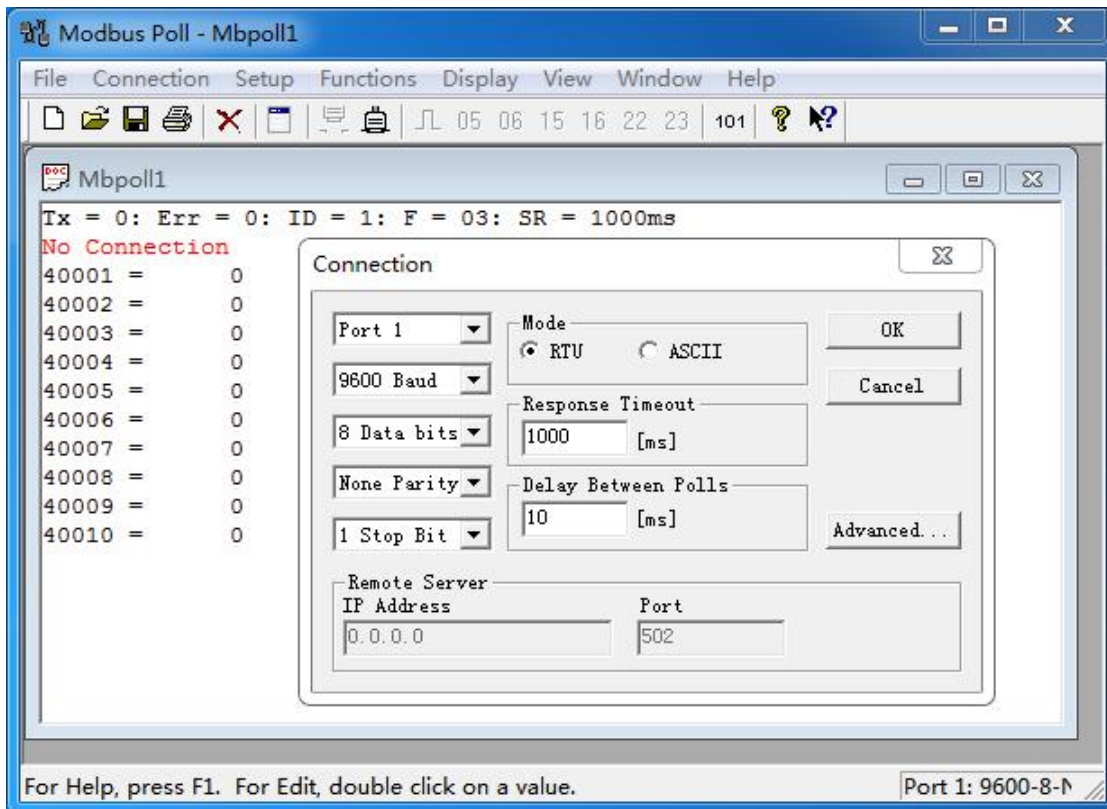 Modbus Poll - Mbpoll1
File Connection Setup Functions Display View Window Help
05 06 15 16 22 23 101
DOC
Mbpoll1
Tx = 0: Err = 0: ID = 1: F = 03: SR = 1000ms
No Connection
40001 = 0
40002 = 0
40003 = 0
40004 = 0
40005 = 0
40006 = 0
40007 = 0
40008 = 0
40009 = 0
40010 = 0
Connection
Port 1
9600 Baud
8 Data bits
None Parity
1 Stop Bit
Mode
RTU ASCII
Response Timeout
1000 [ms]
Delay Between Polls
10 [ms]
OK
Cancel
Advanced...
Remote Server
IP Address Port
0.0.0.0 502
For Help, press F1. For Edit, double click on a value. Port 1: 9600-8-N